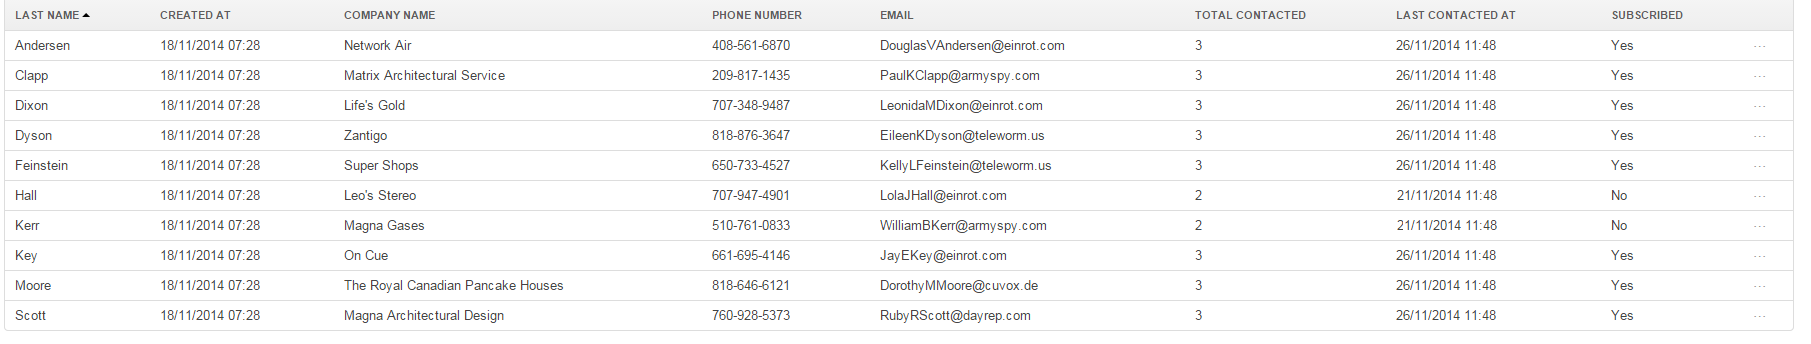 LAST NAME CREATED AT COMPANY NAME PHONE NUMBER EMAIL TOTAL CONTACTED LAST CONTACTED AT SUBSCRIBED
Andersen 18/11/2014 07:28 Network Air 408-561-6870 DouglasVAndersen@einrot.com 3 26/11/2014 11:48 Yes ...
Clapp 18/11/2014 07:28 Matrix Architectural Service 209-817-1435 PaulKClapp@armyspy.com 3 26/11/2014 11:48 Yes ...
Dixon 18/11/2014 07:28 Life's Gold 707-348-9487 LeonidaMDixon@einrot.com 3 26/11/2014 11:48 Yes ...
Dyson 18/11/2014 07:28 Zantigo 818-876-3647 EileenKDyson@teleworm.us 3 26/11/2014 11:48 Yes ...
Feinstein 18/11/2014 07:28 Super Shops 650-733-4527 KellyLFeinstein@teleworm.us 3 26/11/2014 11:48 Yes ...
Hall 18/11/2014 07:28 Leo's Stereo 707-947-4901 LolaJHall@einrot.com 2 21/11/2014 11:48 No ...
Kerr 18/11/2014 07:28 Magna Gases 510-761-0833 WilliamBKerr@armyspy.com 2 21/11/2014 11:48 No ...
Key 18/11/2014 07:28 On Cue 661-695-4146 JayEKey@einrot.com 3 26/11/2014 11:48 Yes ...
Moore 18/11/2014 07:28 The Royal Canadian Pancake Houses 818-646-6121 DorothyMMoore@cuvox.de 3 26/11/2014 11:48 Yes ...
Scott 18/11/2014 07:28 Magna Architectural Design 760-928-5373 RubyRScott@dayrep.com 3 26/11/2014 11:48 Yes ...